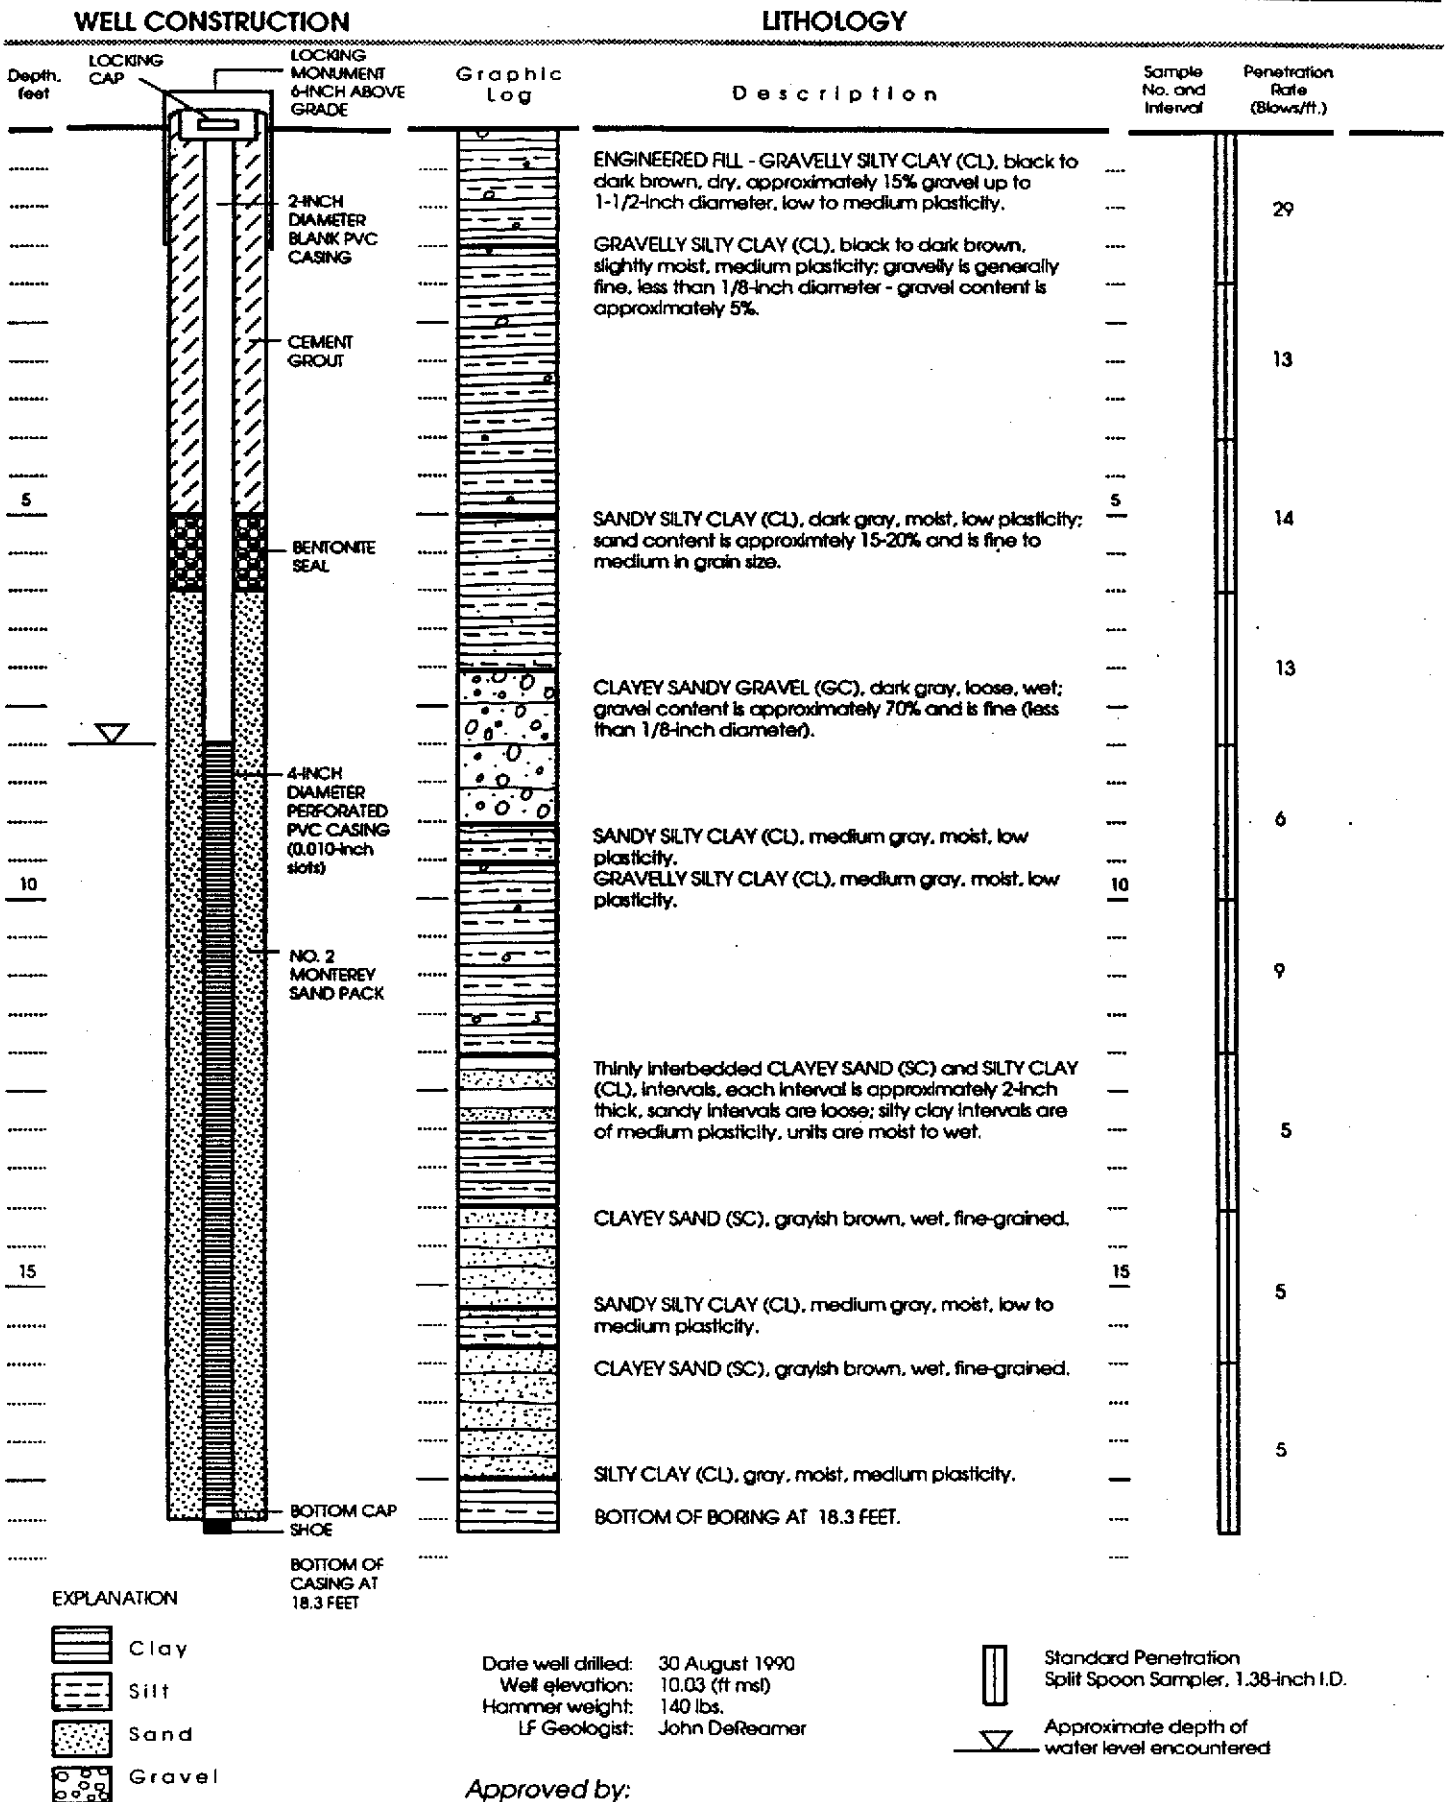 WELL CONSTRUCTION
LITHOLOGY
Depth, feet
LOCKING
CAP
LOCKING
MONUMENT
6-INCH ABOVE
GRADE
Graphic
Log
Description
Sample
No. and
Interval
Penetration
Rate
(Blows/ft.)
2-INCH
DIAMETER
BLANK PVC
CASING
CEMENT
GROUT
5
BENTONITE
SEAL
4-INCH
DIAMETER
PERFORATED
PVC CASING
(0.010-inch
slots)
10
NO. 2
MONTEREY
SAND PACK
15
BOTTOM CAP
SHOE
BOTTOM OF
CASING AT
18.3 FEET
ENGINEERED FILL - GRAVELLY SILTY CLAY (CL), black to
dark brown, dry, approximately 15% gravel up to
1-1/2-inch diameter, low to medium plasticity.
GRAVELLY SILTY CLAY (CL), black to dark brown,
slightly moist, medium plasticity; gravelly is generally
fine, less than 1/8-inch diameter - gravel content is
approximately 5%.
SANDY SILTY CLAY (CL), dark gray, moist, low plasticity;
sand content is approximtely 15-20% and is fine to
medium in grain size.
CLAYEY SANDY GRAVEL (GC), dark gray, loose, wet;
gravel content is approximately 70% and is fine (less
than 1/8-inch diameter).
SANDY SILTY CLAY (CL), medium gray, moist, low
plasticity.
GRAVELLY SILTY CLAY (CL), medium gray, moist, low
plasticity.
Thinly interbedded CLAYEY SAND (SC) and SILTY CLAY
(CL), intervals, each interval is approximately 2-inch
thick, sandy intervals are loose; silty clay intervals are
of medium plasticity, units are moist to wet.
CLAYEY SAND (SC), grayish brown, wet, fine-grained.
SANDY SILTY CLAY (CL), medium gray, moist, low to
medium plasticity.
CLAYEY SAND (SC), grayish brown, wet, fine-grained.
SILTY CLAY (CL), gray, moist, medium plasticity.
BOTTOM OF BORING AT 18.3 FEET.
5
10
15
29
13
14
13
6
9
5
5
5
EXPLANATION
Clay
Silt
Sand
Gravel
Date well drilled: 30 August 1990
Well elevation: 10.03 (ft msl)
Hammer weight: 140 lbs.
LF Geologist: John DeReamer
Approved by:
Standard Penetration
Split Spoon Sampler, 1.38-inch I.D.
Approximate depth of
water level encountered